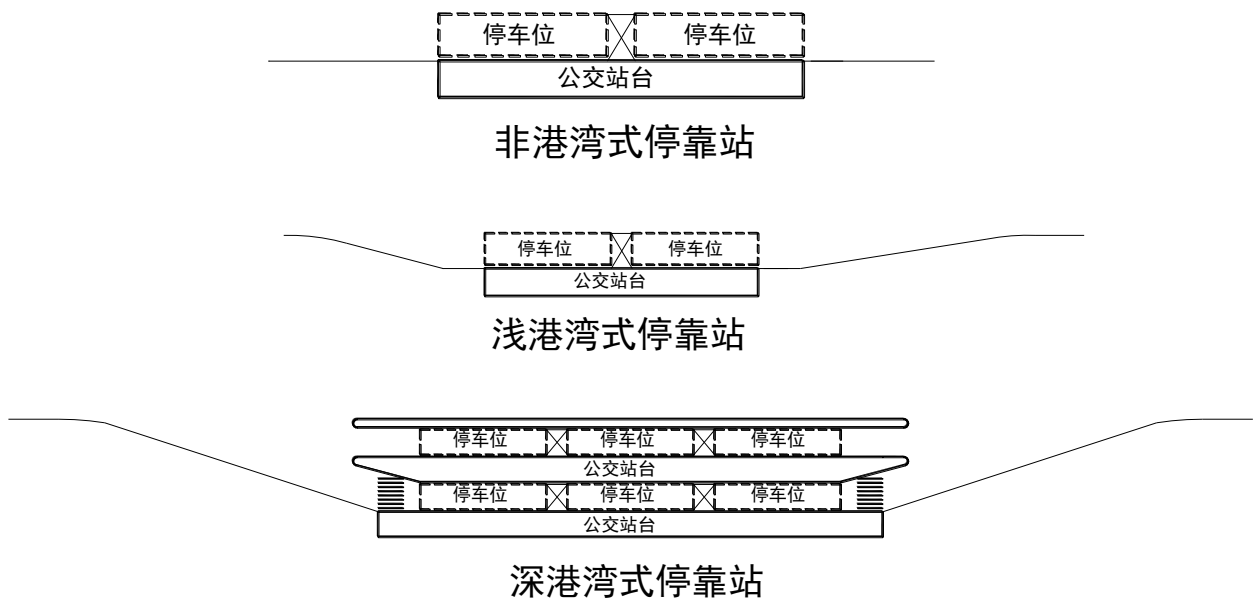 停车位 停车位
公交站台
非港湾式停靠站
停车位 停车位
公交站台
浅港湾式停靠站
停车位 停车位 停车位
公交站台
停车位 停车位 停车位
公交站台
深港湾式停靠站